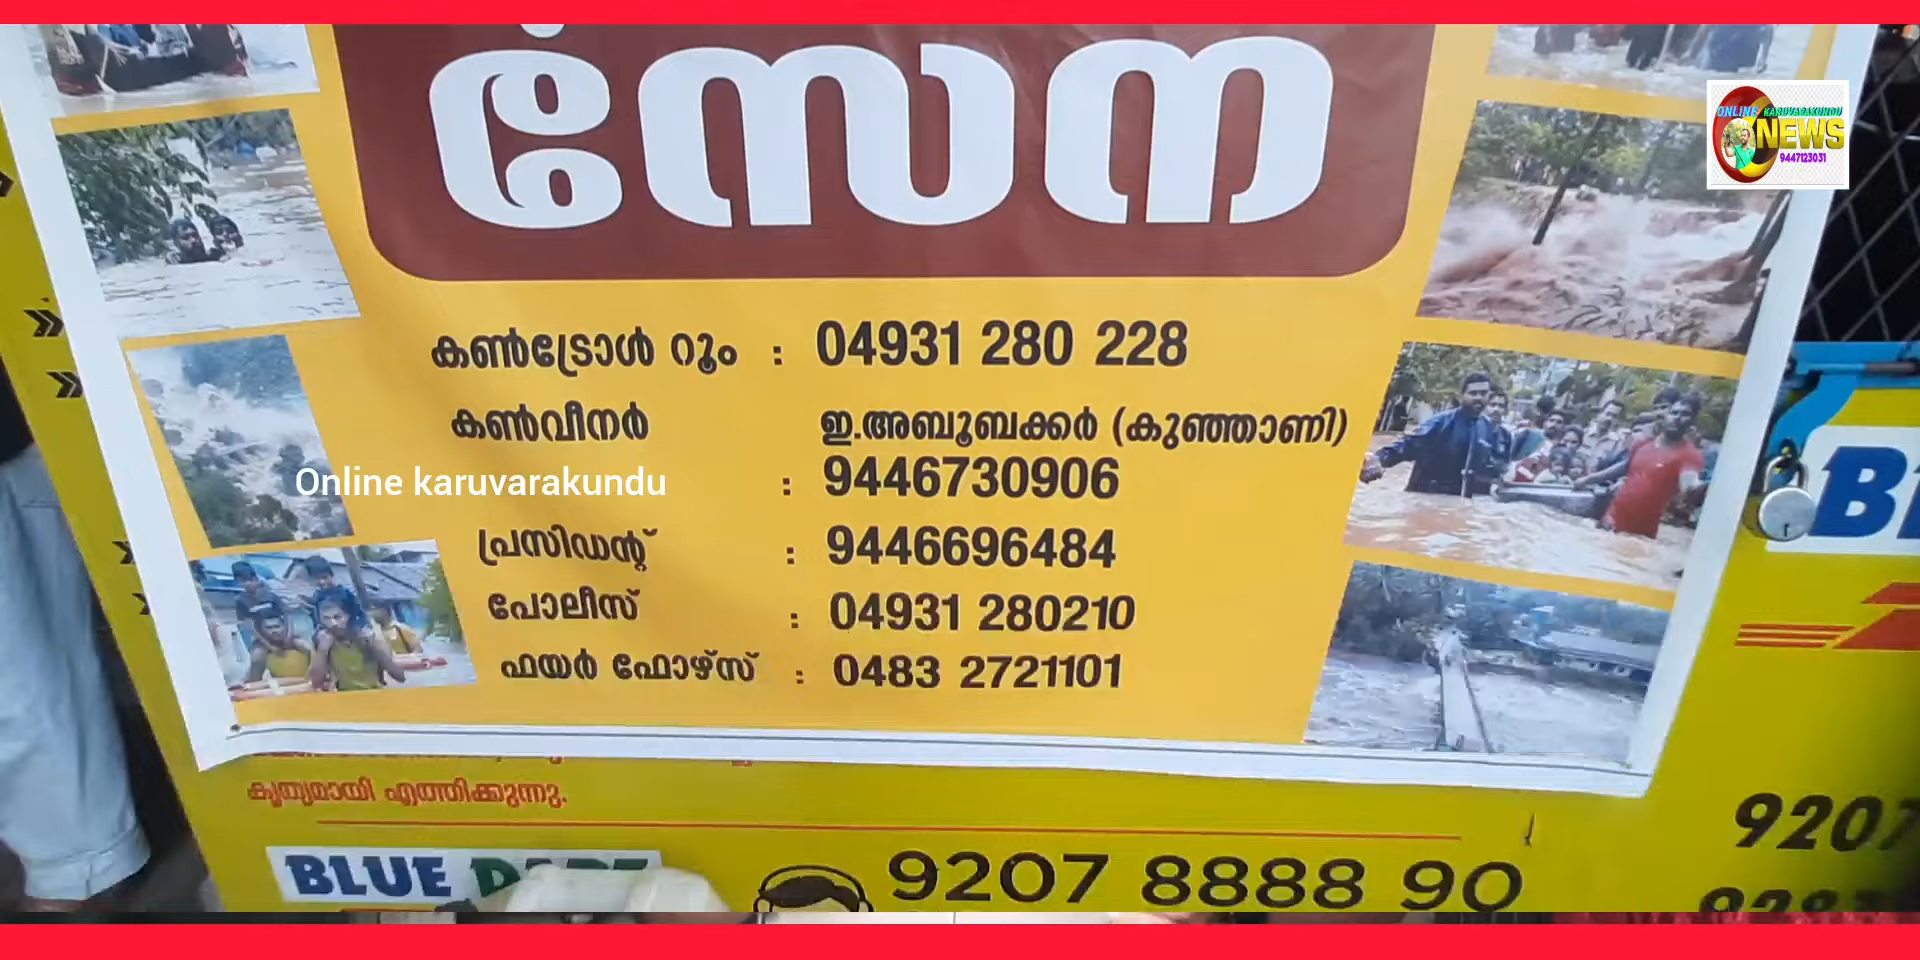 സേന
ONLINE KARUVARAKUNDU
NEWS
9447123031
കൺട്രോൾ റൂം : 04931 280 228
കൺവീനർ ഇ.അബൂബക്കർ (കുഞ്ഞാണി)
Online karuvarakundu : 9446730906
പ്രസിഡന്റ് : 9446696484
പോലീസ് : 04931 280210
ഫയർ ഫോഴ്സ് : 0483 2721101
കൃത്യമായി എത്തിക്കുന്നു.
BLUE
9207 8888 90
9207